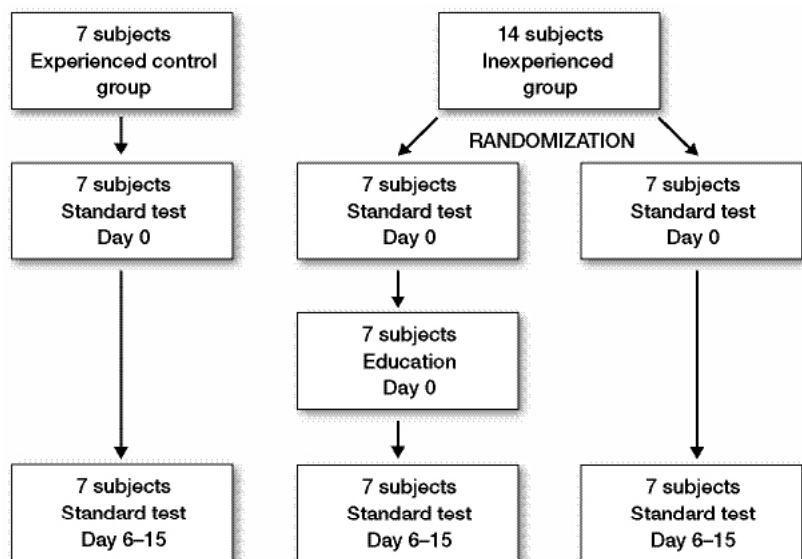 7 subjects
Experienced control
group
14 subjects
Inexperienced
group
RANDOMIZATION
7 subjects
Standard test
Day 0
7 subjects
Standard test
Day 0
7 subjects
Standard test
Day 0
7 subjects
Education
Day 0
7 subjects
Standard test
Day 6–15
7 subjects
Standard test
Day 6–15
7 subjects
Standard test
Day 6–15